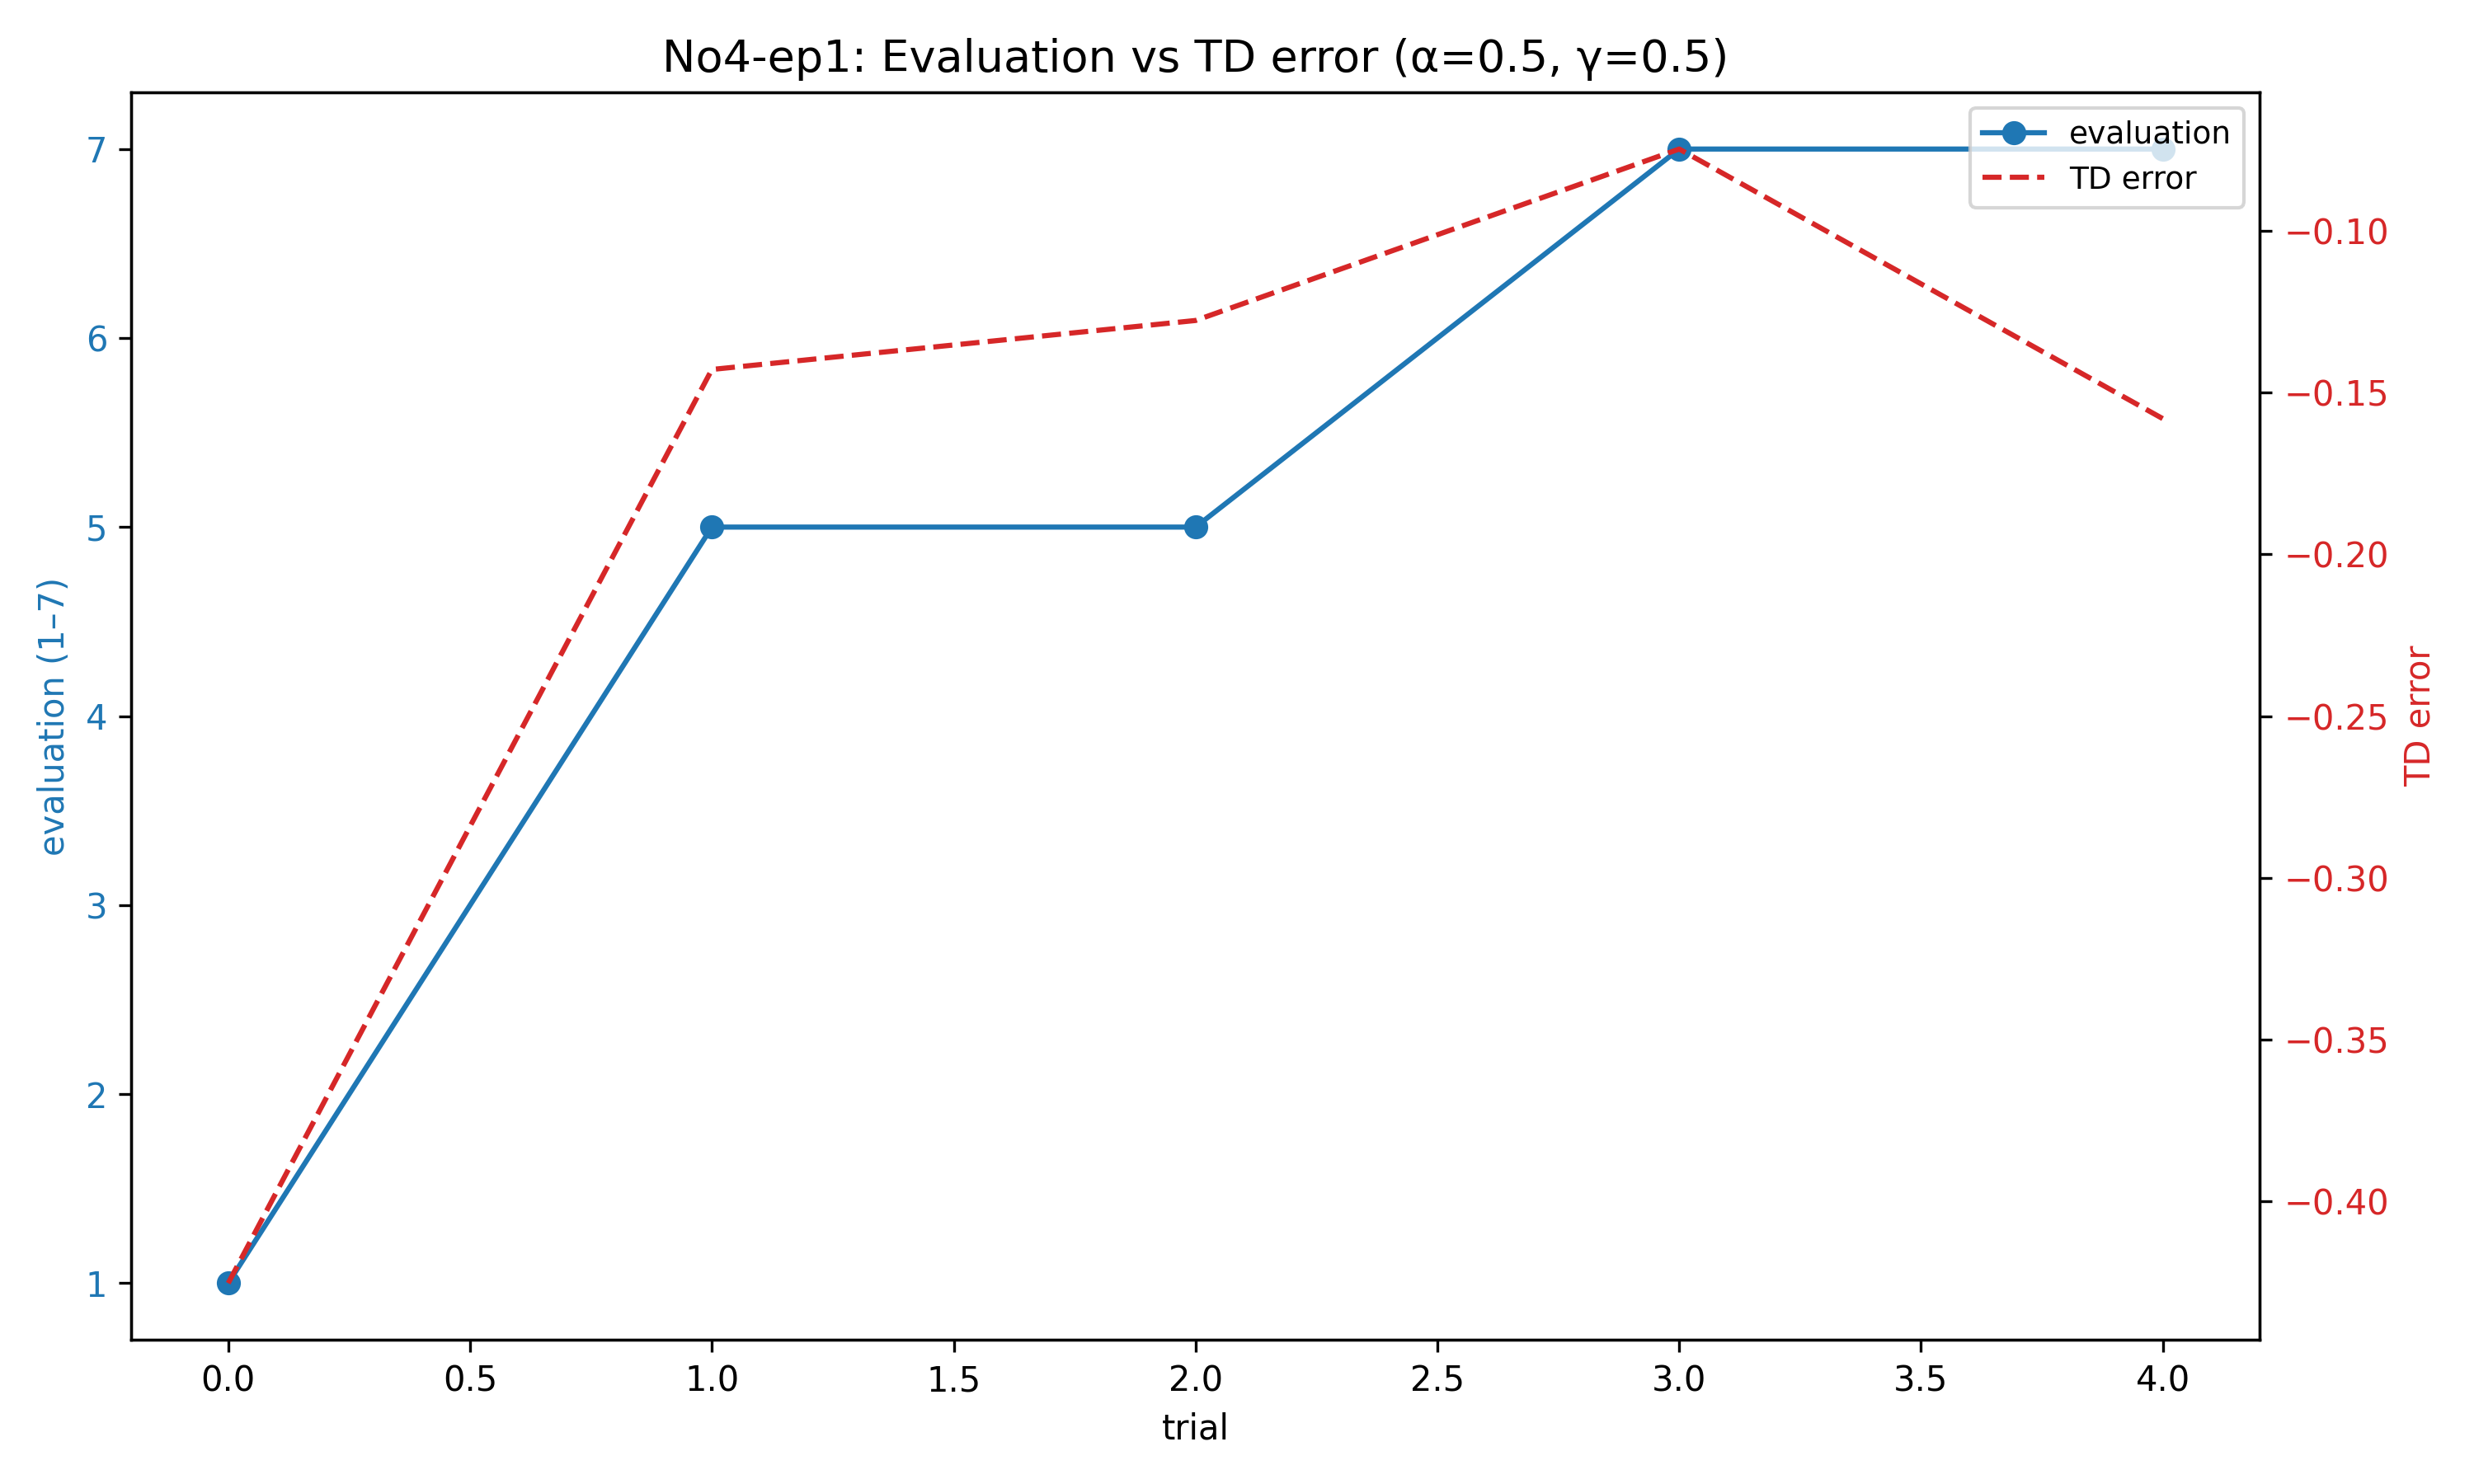 No4-ep1: Evaluation vs TD error (α=0.5, γ=0.5)
evaluation
TD error
7
6
5
4
3
2
1
evaluation (1–7)
−0.10
−0.15
−0.20
−0.25
−0.30
−0.35
−0.40
TD error
0.0 0.5 1.0 1.5 2.0 2.5 3.0 3.5 4.0
trial